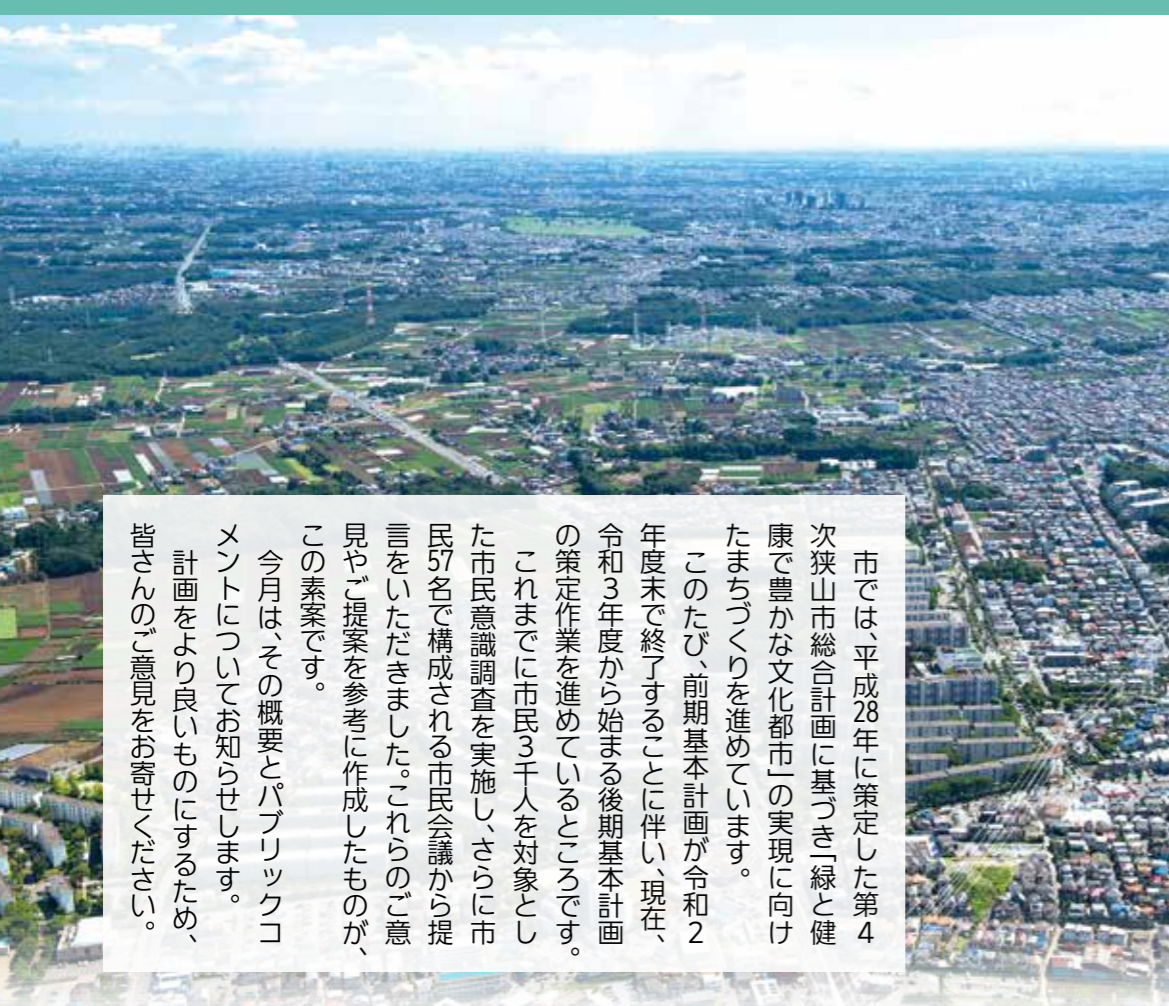 市では、平成28年に策定した第4
次狭山市総合計画に基づき「緑と健
康で豊かな文化都市」の実現に向け
たまちづくりを進めています。
このたび、前期基本計画が令和2
年度末で終了することに伴い、現在、
令和3年度から始まる後期基本計画
の策定作業を進めているところです。
これまでに市民3千人を対象とし
た市民意識調査を実施し、さらに市
民57名で構成される市民会議から提
言をいただきました。これらのご意
見やご提案を参考に作成したものが、
この素案です。
今月は、その概要とパブリックコ
メントについてお知らせします。
計画をより良いものにするため、
皆さんのご意見をお寄せください。